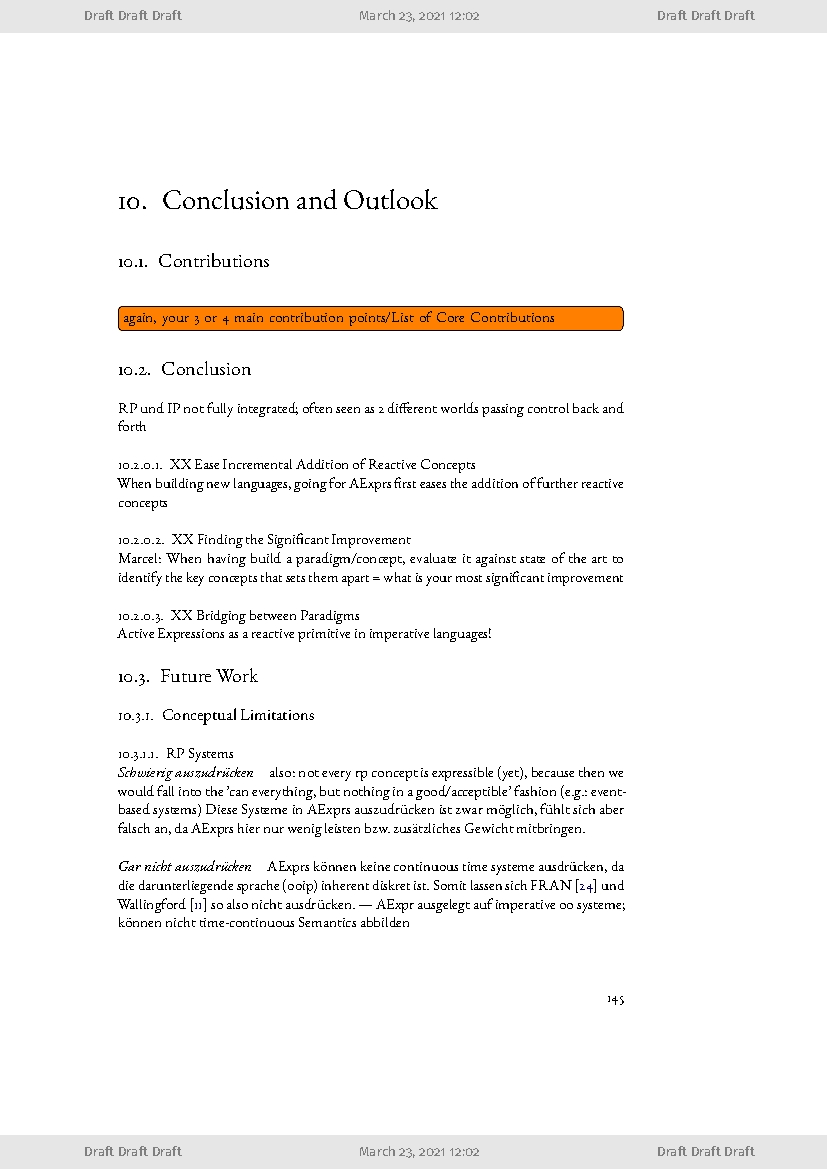 Draft Draft Draft March 23, 2021 12:02 Draft Draft Draft
10. Conclusion and Outlook
10.1. Contributions
again, your 3 or 4 main contribution points/List of Core Contributions
10.2. Conclusion
RP und IP not fully integrated; often seen as 2 different worlds passing control back and
forth
10.2.0.1. XX Ease Incremental Addition of Reactive Concepts
When building new languages, going for AExprs first eases the addition of further reactive
concepts
10.2.0.2. XX Finding the Significant Improvement
Marcel: When having build a paradigm/concept, evaluate it against state of the art to
identify the key concepts that sets them apart = what is your most significant improvement
10.2.0.3. XX Bridging between Paradigms
Active Expressions as a reactive primitive in imperative languages!
10.3. Future Work
10.3.1. Conceptual Limitations
10.3.1.1. RP Systems
Schwierig auszudrücken also: not every rp concept is expressible (yet), because then we
would fall into the 'can everything, but nothing in a good/acceptible' fashion (e.g.: event-
based systems) Diese Systeme in AExprs auszudrücken ist zwar möglich, fühlt sich aber
falsch an, da AExprs hier nur wenig leisten bzw. zusätzliches Gewicht mitbringen.
Gar nicht auszudrücken AExprs können keine continuous time systeme ausdrücken, da
die darunterliegende sprache (ooip) inherent diskret ist. Somit lassen sich FRAN [24] und
Wallingford [11] so also nicht ausdrücken. — AExpr ausgelegt auf imperative oo systeme;
können nicht time-continuous Semantics abbilden
145
Draft Draft Draft March 23, 2021 12:02 Draft Draft Draft